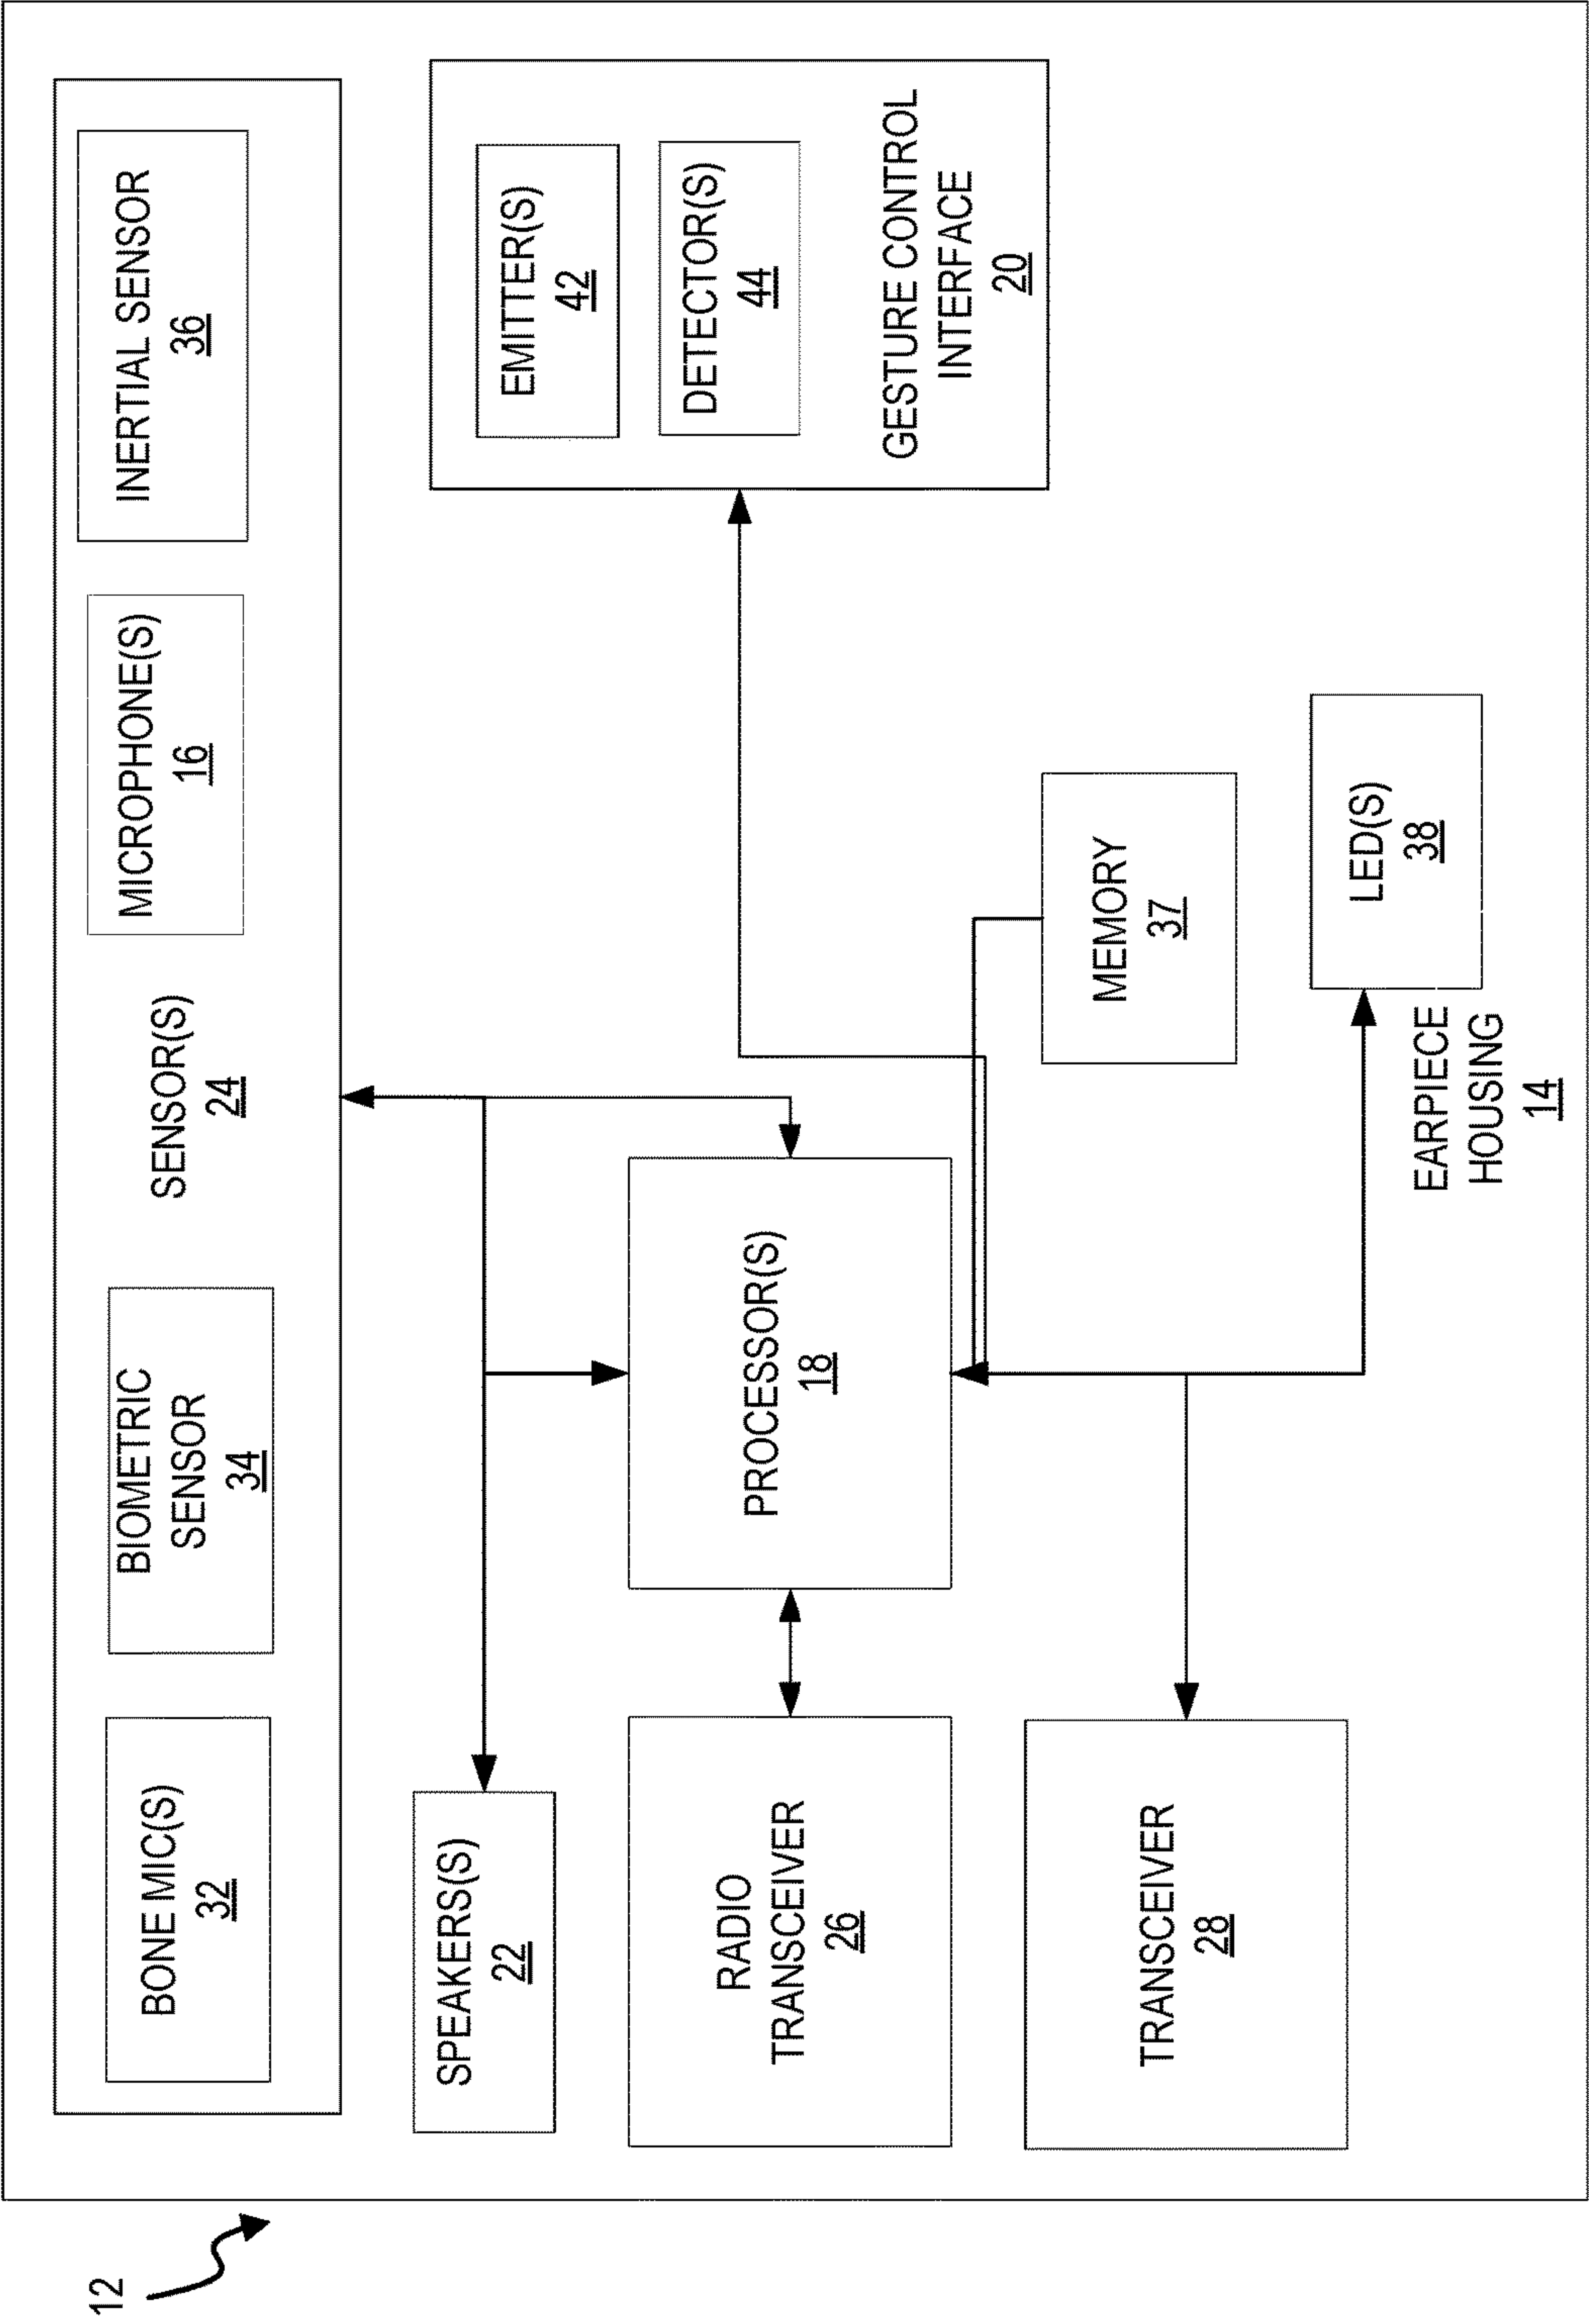 12
BONE MIC(S)
32
BIOMETRIC
SENSOR
34
SENSOR(S)
24
MICROPHONE(S)
16
INERTIAL SENSOR
36
SPEAKERS(S)
22
EMITTER(S)
42
DETECTOR(S)
44
GESTURE CONTROL
INTERFACE
20
RADIO
TRANSCEIVER
26
PROCESSOR(S)
18
TRANSCEIVER
28
MEMORY
37
LED(S)
38
EARPIECE
HOUSING
14